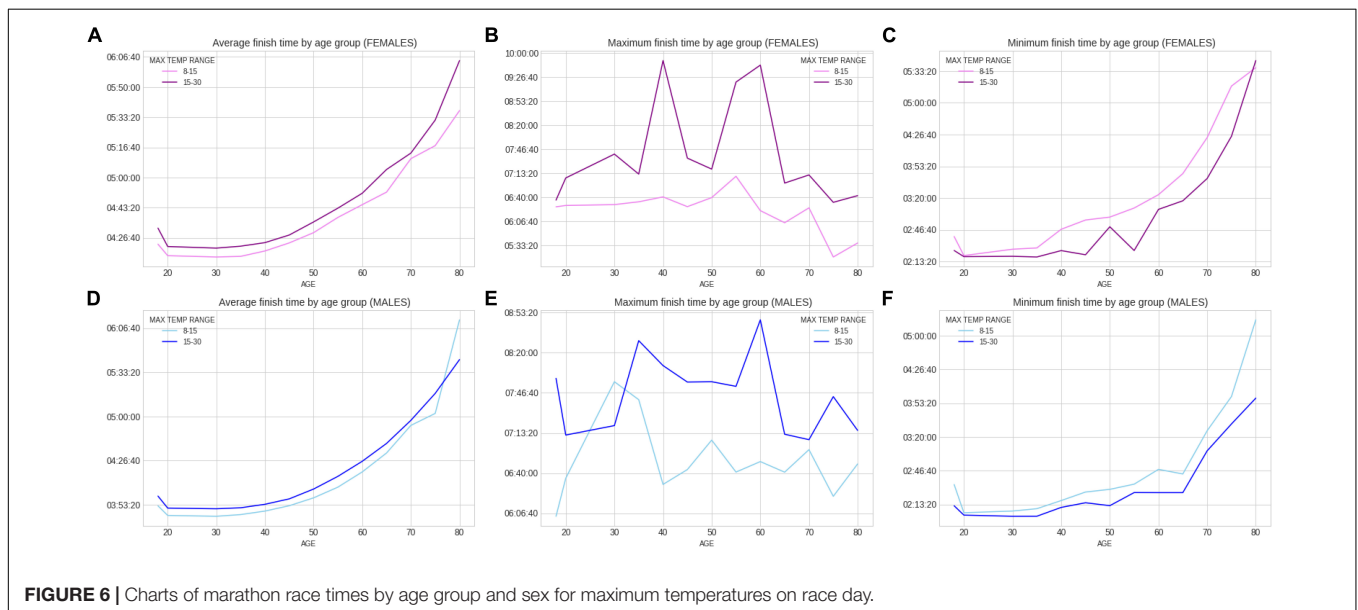 A
Average finish time by age group (FEMALES)
06:06:40
05:50:00
05:33:20
05:16:40
05:00:00
04:43:20
04:26:40
MAX TEMP RANGE
8-15
15-30
20 30 40 50 60 70 80
AGE
B
Maximum finish time by age group (FEMALES)
10:00:00
09:26:40
08:53:20
08:20:00
07:46:40
07:13:20
06:40:00
06:06:40
05:33:20
MAX TEMP RANGE
8-15
15-30
20 30 40 50 60 70 80
AGE
C
Minimum finish time by age group (FEMALES)
05:33:20
05:00:00
04:26:40
03:53:20
03:20:00
02:46:40
02:13:20
MAX TEMP RANGE
8-15
15-30
20 30 40 50 60 70 80
AGE
D
Average finish time by age group (MALES)
06:06:40
05:33:20
05:00:00
04:26:40
03:53:20
MAX TEMP RANGE
8-15
15-30
20 30 40 50 60 70 80
AGE
E
Maximum finish time by age group (MALES)
08:53:20
08:20:00
07:46:40
07:13:20
06:40:00
06:06:40
MAX TEMP RANGE
8-15
15-30
20 30 40 50 60 70 80
AGE
F
Minimum finish time by age group (MALES)
05:00:00
04:26:40
03:53:20
03:20:00
02:46:40
02:13:20
MAX TEMP RANGE
8-15
15-30
20 30 40 50 60 70 80
AGE
FIGURE 6 | Charts of marathon race times by age group and sex for maximum temperatures on race day.